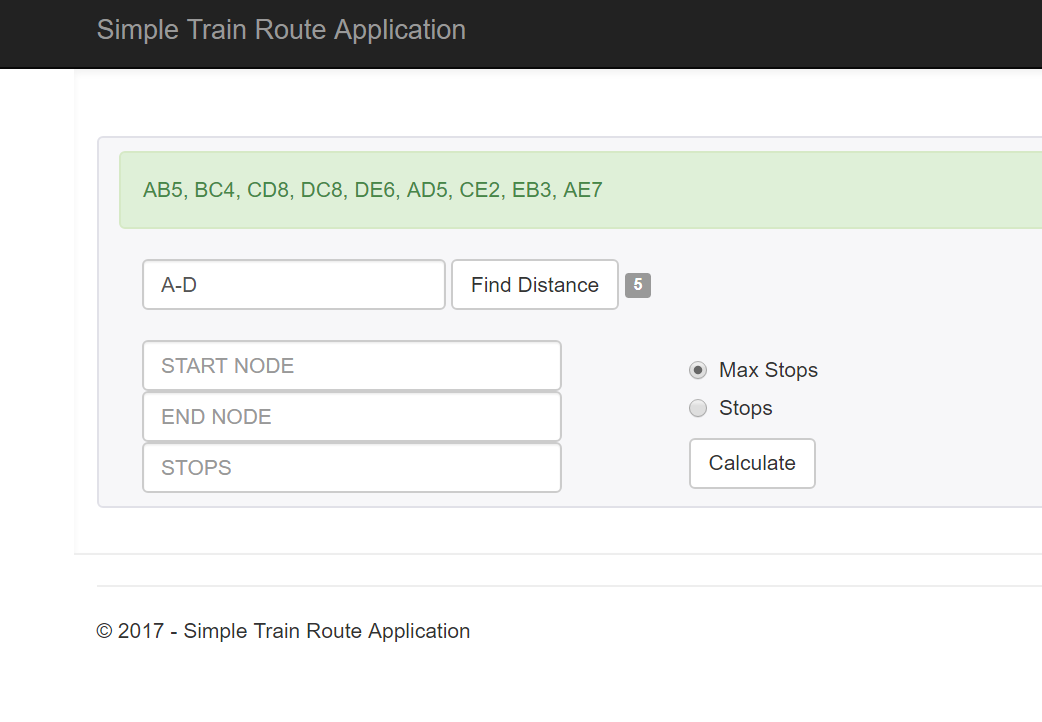 Simple Train Route Application
AB5, BC4, CD8, DC8, DE6, AD5, CE2, EB3, AE7
A-D Find Distance 5
START NODE
Max Stops
END NODE
Stops
STOPS
Calculate
© 2017 - Simple Train Route Application